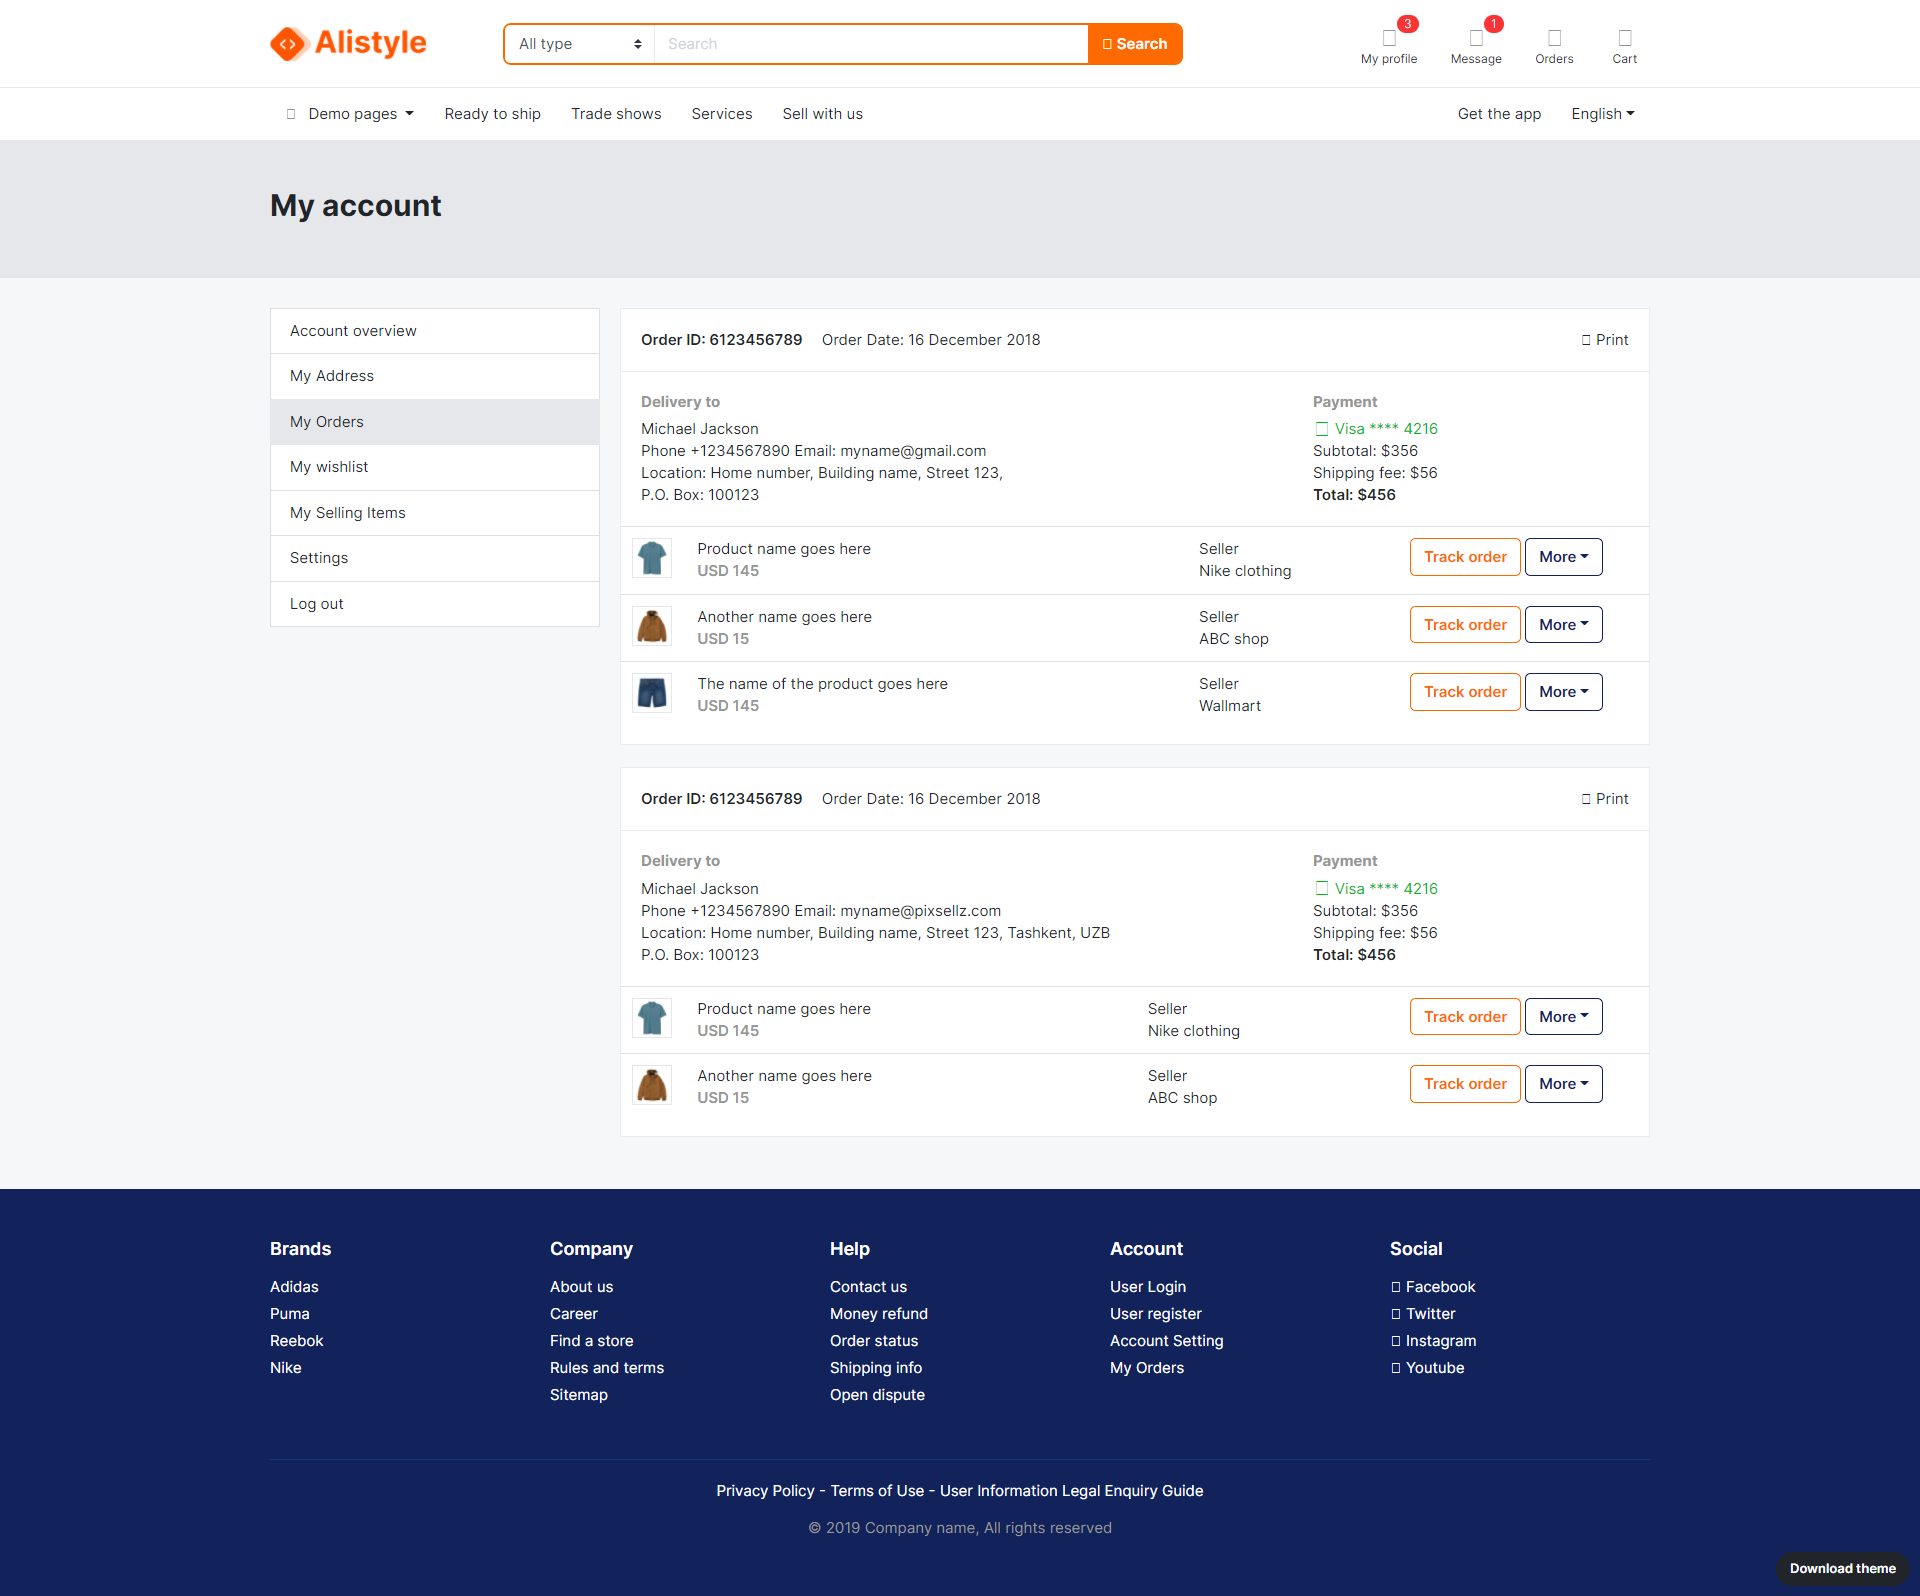 Alistyle
All type
Search
Search
3
My profile
1
Message
Orders
Cart
Demo pages
Ready to ship
Trade shows
Services
Sell with us
Get the app
English
My account
Account overview
My Address
My Orders
My wishlist
My Selling Items
Settings
Log out
Order ID: 6123456789 Order Date: 16 December 2018
Print
Delivery to
Michael Jackson
Phone +1234567890 Email: myname@gmail.com
Location: Home number, Building name, Street 123,
P.O. Box: 100123
Payment
Visa **** 4216
Subtotal: $356
Shipping fee: $56
Total: $456
Product name goes here
USD 145
Seller
Nike clothing
Track order
More
Another name goes here
USD 15
Seller
ABC shop
Track order
More
The name of the product goes here
USD 145
Seller
Wallmart
Track order
More
Order ID: 6123456789 Order Date: 16 December 2018
Print
Delivery to
Michael Jackson
Phone +1234567890 Email: myname@pixsellz.com
Location: Home number, Building name, Street 123, Tashkent, UZB
P.O. Box: 100123
Payment
Visa **** 4216
Subtotal: $356
Shipping fee: $56
Total: $456
Product name goes here
USD 145
Seller
Nike clothing
Track order
More
Another name goes here
USD 15
Seller
ABC shop
Track order
More
Brands
Adidas
Puma
Reebok
Nike
Company
About us
Career
Find a store
Rules and terms
Sitemap
Help
Contact us
Money refund
Order status
Shipping info
Open dispute
Account
User Login
User register
Account Setting
My Orders
Social
Facebook
Twitter
Instagram
Youtube
Privacy Policy - Terms of Use - User Information Legal Enquiry Guide
© 2019 Company name, All rights reserved
Download theme